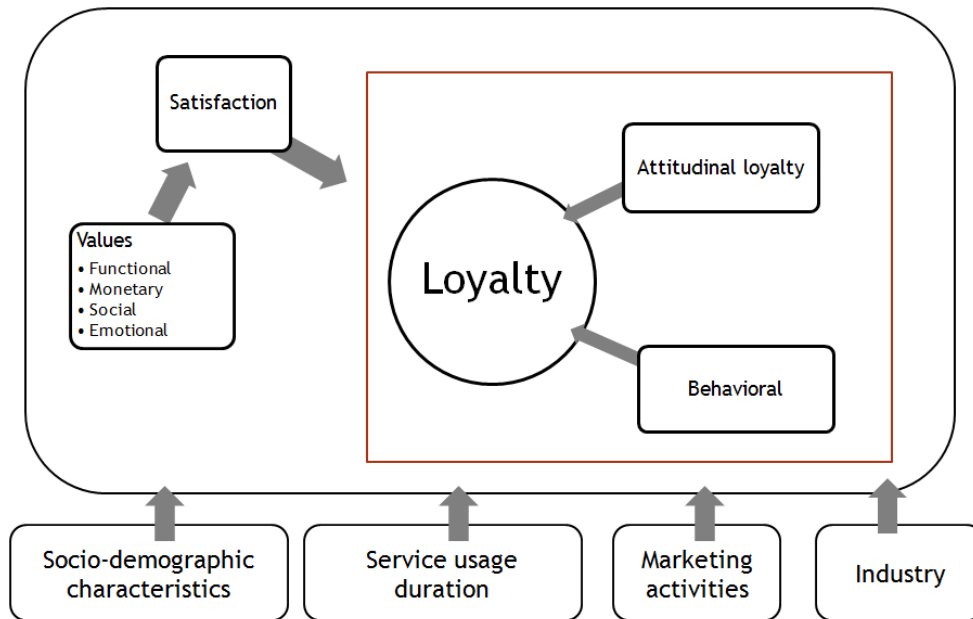 Satisfaction
Values
• Functional
• Monetary
• Social
• Emotional
Loyalty
Attitudinal loyalty
Behavioral
Socio-demographic
characteristics
Service usage
duration
Marketing
activities
Industry